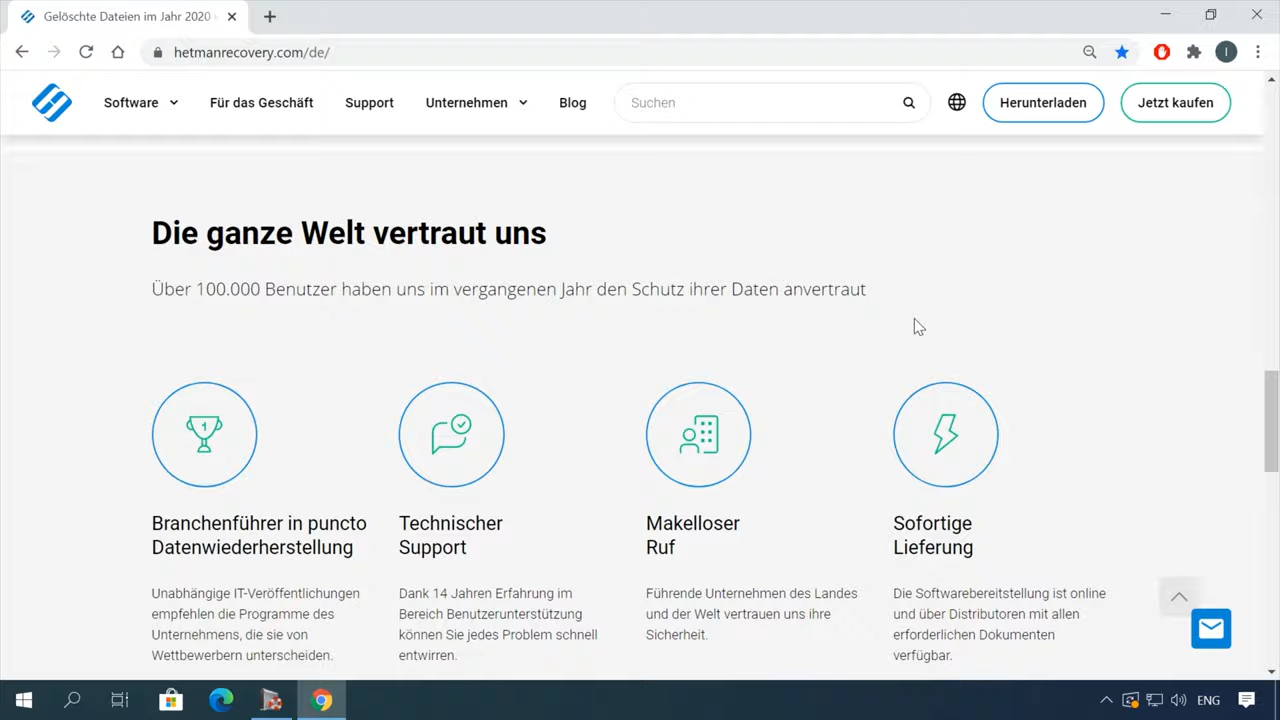 Gelöschte Dateien im Jahr 2020
hetmanrecovery.com/de/
I
Software
Für das Geschäft
Support
Unternehmen
Blog
Suchen
Herunterladen
Jetzt kaufen
Die ganze Welt vertraut uns
Über 100.000 Benutzer haben uns im vergangenen Jahr den Schutz ihrer Daten anvertraut
1
Branchenführer in puncto
Datenwiederherstellung
Unabhängige IT-Veröffentlichungen
empfehlen die Programme des
Unternehmens, die sie von
Wettbewerbern unterscheiden.
Technischer
Support
Dank 14 Jahren Erfahrung im
Bereich Benutzerunterstützung
können Sie jedes Problem schnell
entwirren.
Makelloser
Ruf
Führende Unternehmen des Landes
und der Welt vertrauen uns ihre
Sicherheit.
Sofortige
Lieferung
Die Softwarebereitstellung ist online
und über Distributoren mit allen
erforderlichen Dokumenten
verfügbar.
ENG